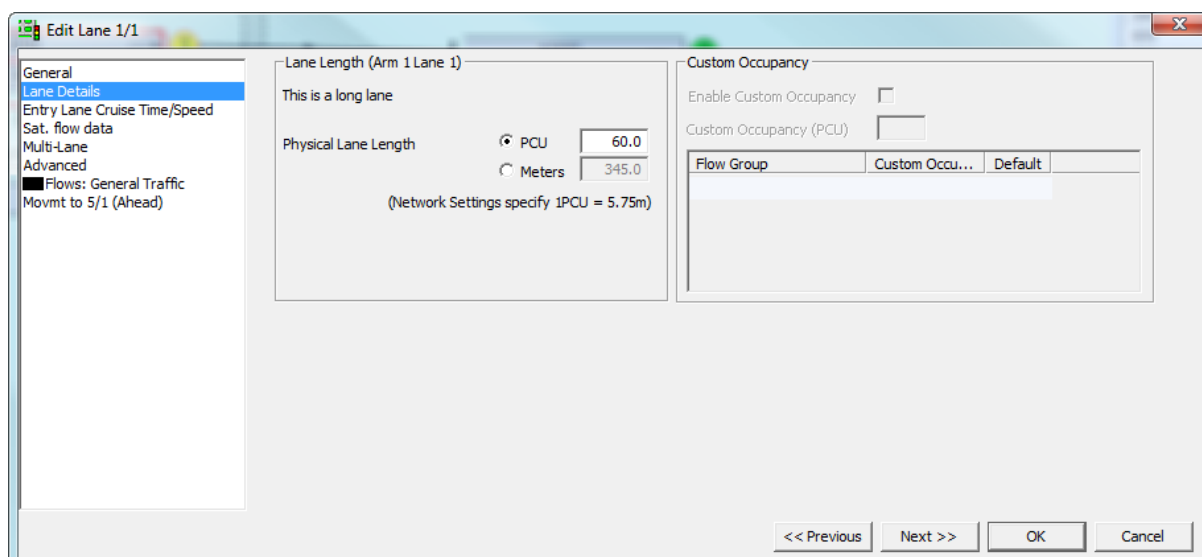 Edit Lane 1/1
General
Lane Details
Entry Lane Cruise Time/Speed
Sat. flow data
Multi-Lane
Advanced
Flows: General Traffic
Movmt to 5/1 (Ahead)
Lane Length (Arm 1 Lane 1)
This is a long lane
Physical Lane Length
PCU 60.0
Meters 345.0
(Network Settings specify 1PCU = 5.75m)
Custom Occupancy
Enable Custom Occupancy
Custom Occupancy (PCU)
Flow Group Custom Occu... Default
<< Previous Next >> OK Cancel